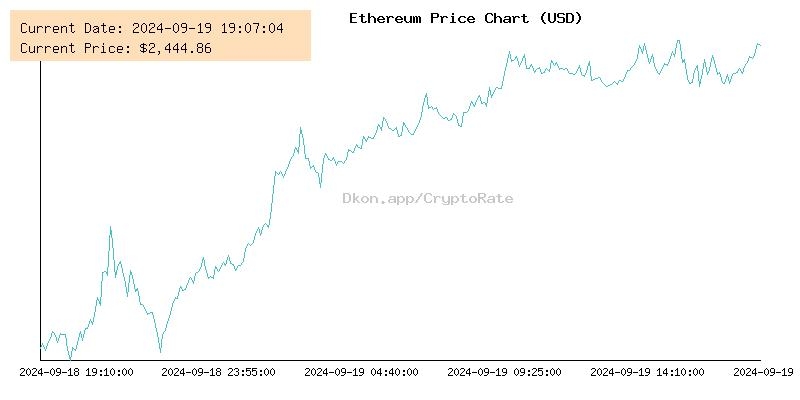 Ethereum Price Chart (USD)
Current Date: 2024-09-19 19:07:04
Current Price: $2,444.86
Dkon.app/CryptoRate
2024-09-18 19:10:00
2024-09-18 23:55:00
2024-09-19 04:40:00
2024-09-19 09:25:00
2024-09-19 14:10:00
2024-09-19